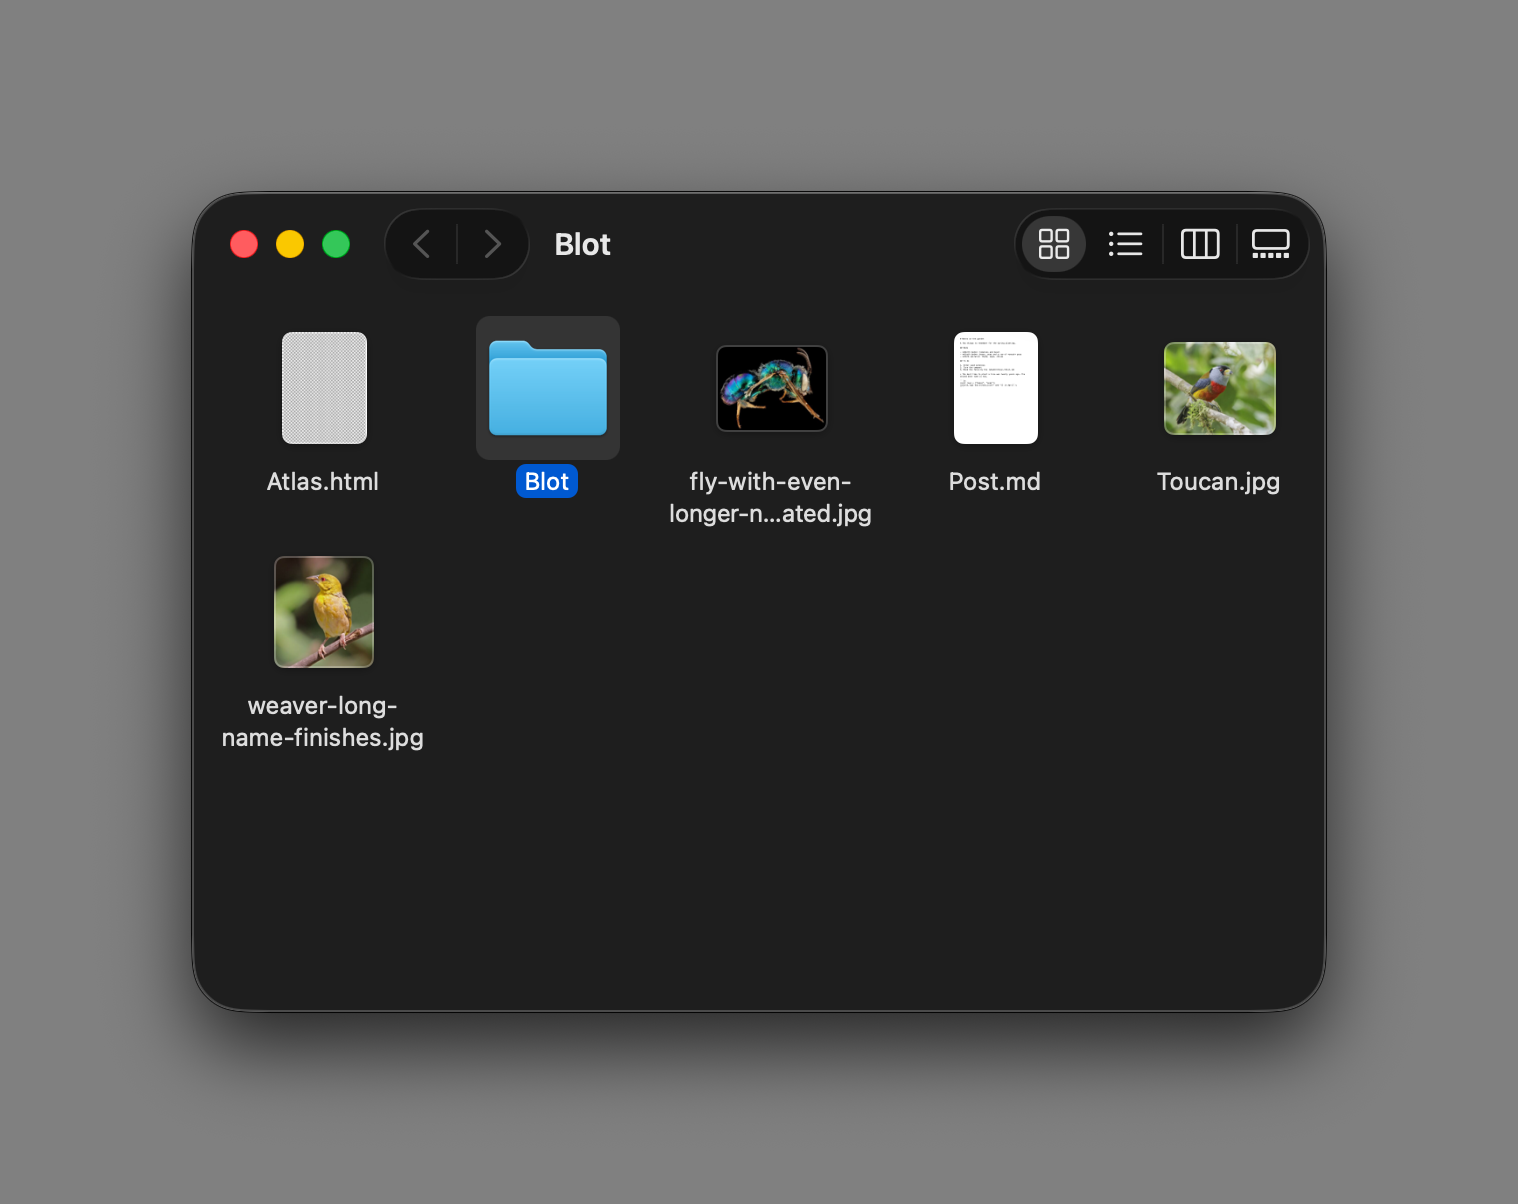 Blot
Atlas.html
Blot
fly-with-even-
longer-n...ated.jpg
Post.md
Toucan.jpg
weaver-long-
name-finishes.jpg